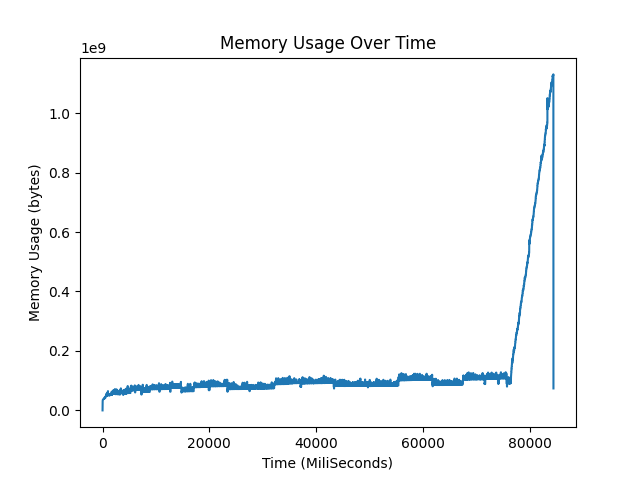 Memory Usage Over Time
1e9
1.0
0.8
0.6
0.4
0.2
0.0
Memory Usage (bytes)
0 20000 40000 60000 80000
Time (MiliSeconds)